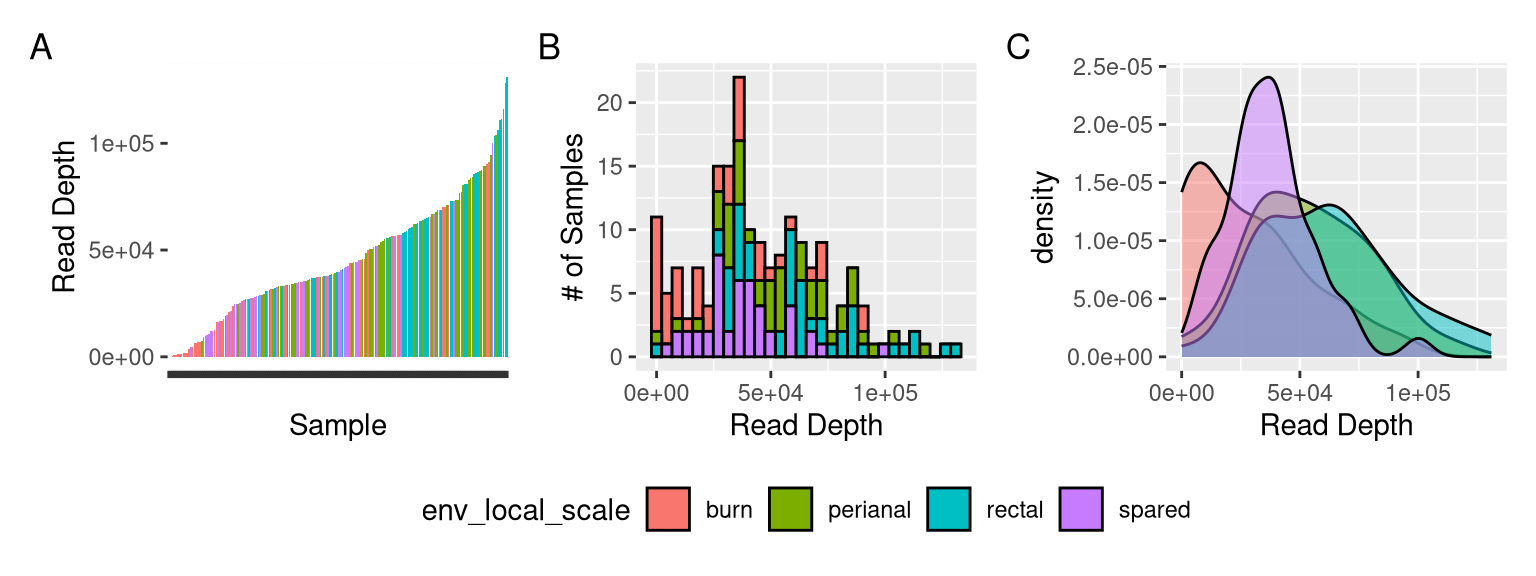 A
Read Depth
1e+05
5e+04
0e+00
Sample
B
# of Samples
20
15
10
5
0
0e+00 5e+04 1e+05
Read Depth
C
density
2.5e-05
2.0e-05
1.5e-05
1.0e-05
5.0e-06
0.0e+00
0e+00 5e+04 1e+05
Read Depth
env_local_scale burn perianal rectal spared